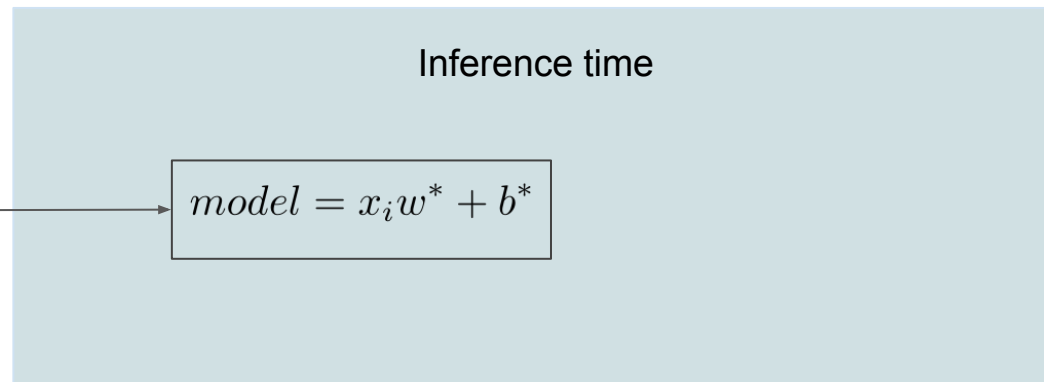 Inference time
model = x_i w^* + b^*